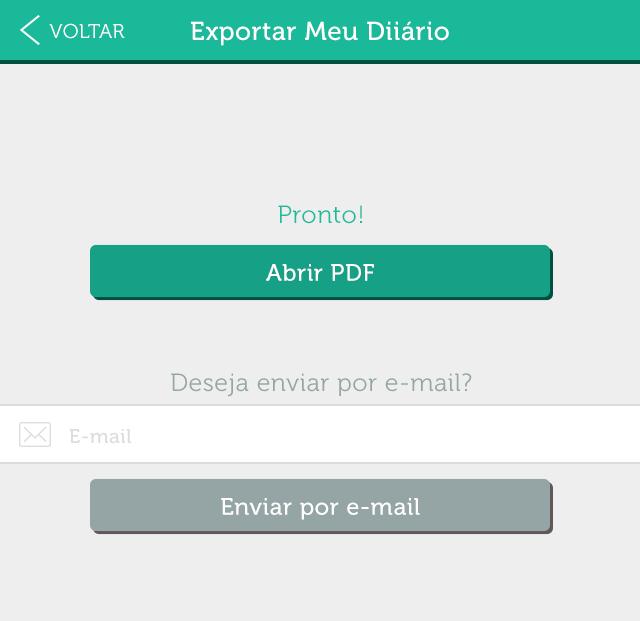 VOLTAR
Exportar Meu Diiário
Pronto!
Abrir PDF
Deseja enviar por e-mail?
E-mail
Enviar por e-mail